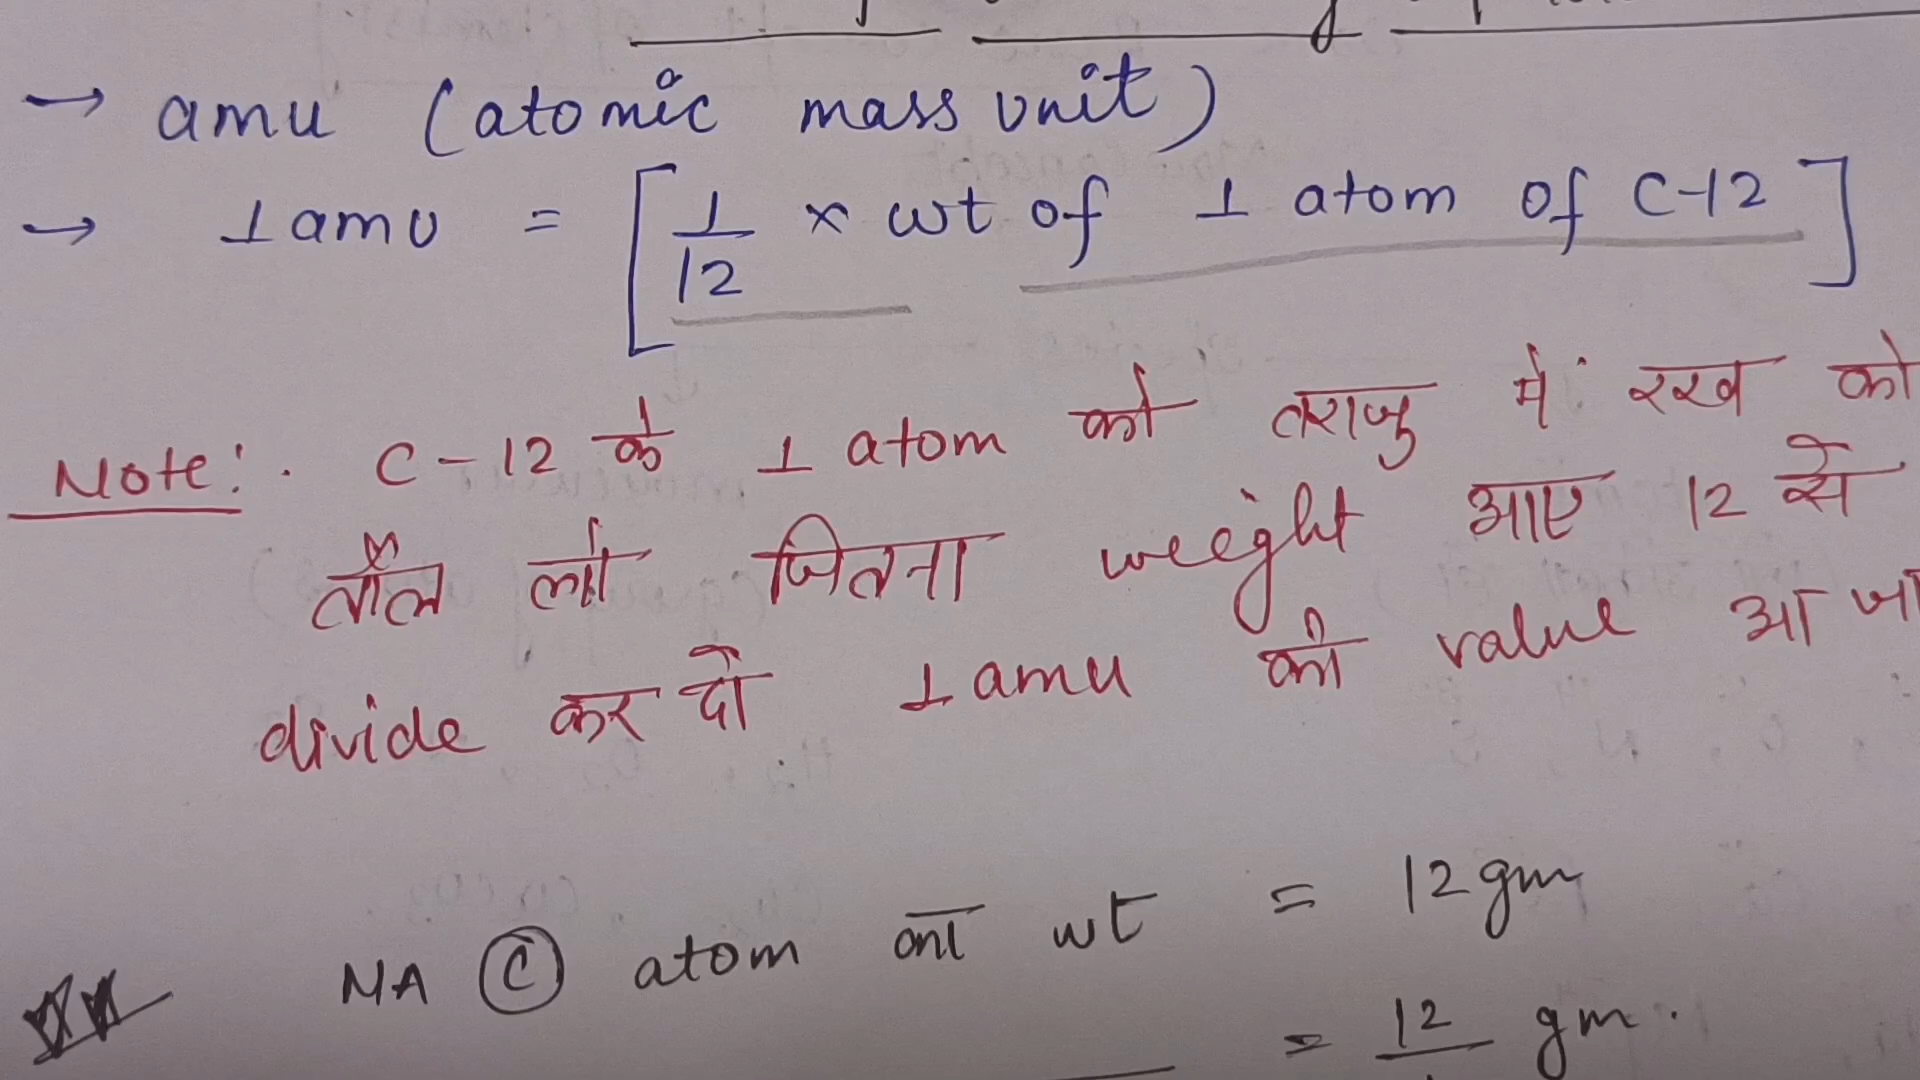 → amu (atomic mass unit)
→ 1 amu = [1/12 × wt of 1 atom of C-12]
Note:. C-12 के 1 atom को तराजु में रख को
तौल लो जितना weight आए 12 से
divide कर दो 1 amu की value आ जा
NA Ⓒ atom का wt = 12 gm
= 12 gm.